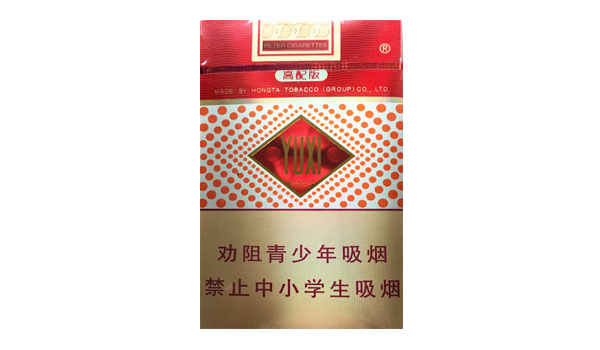 FILTER CIGARETTES
®
高配版
MADE BY HONGTA TOBACCO (GROUP) CO., LTD.
YUXI
劝阻青少年吸烟
禁止中小学生吸烟